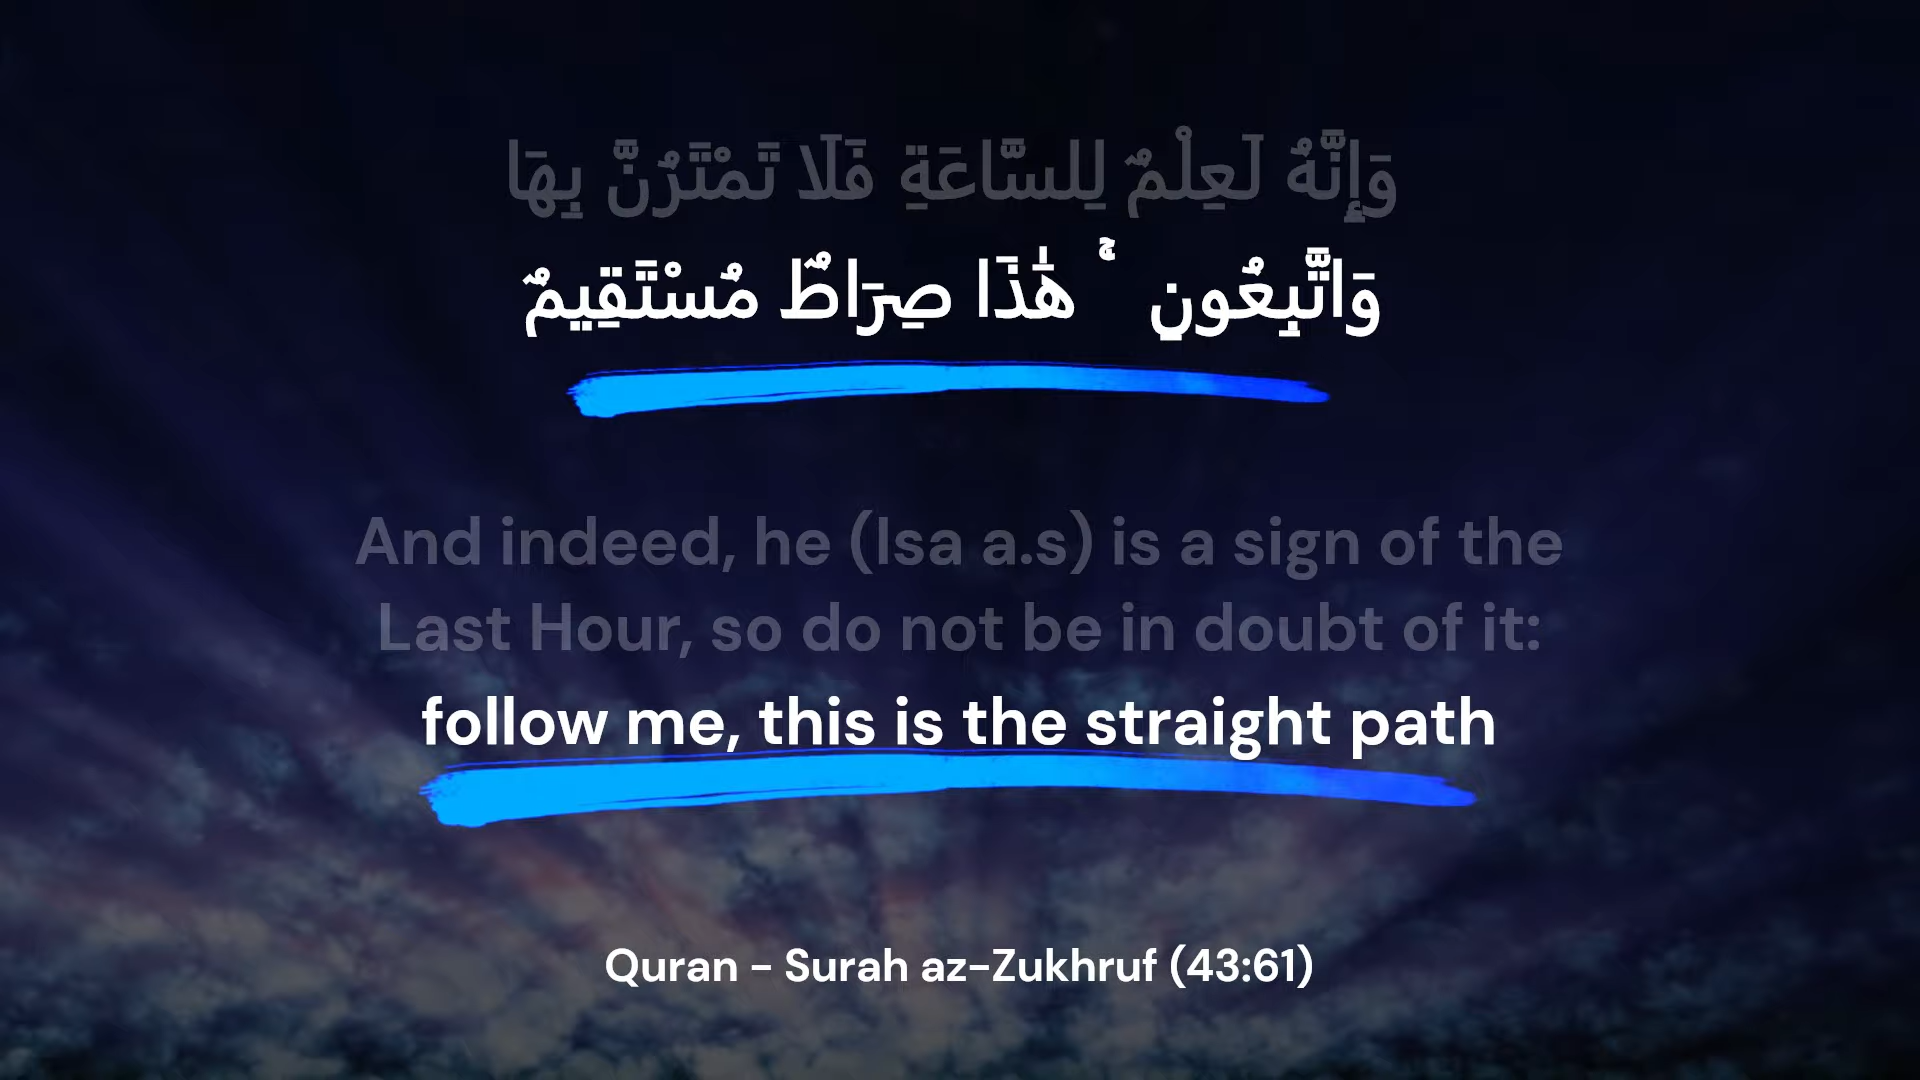 وَإِنَّهُ لَعِلْمٌ لِلسَّاعَةِ فَلَا تَمْتَرُنَّ بِهَا
وَاتَّبِعُونِ ۚ هَٰذَا صِرَاطٌ مُسْتَقِيمٌ
And indeed, he (Isa a.s) is a sign of the
Last Hour, so do not be in doubt of it:
follow me, this is the straight path
Quran - Surah az-Zukhruf (43:61)